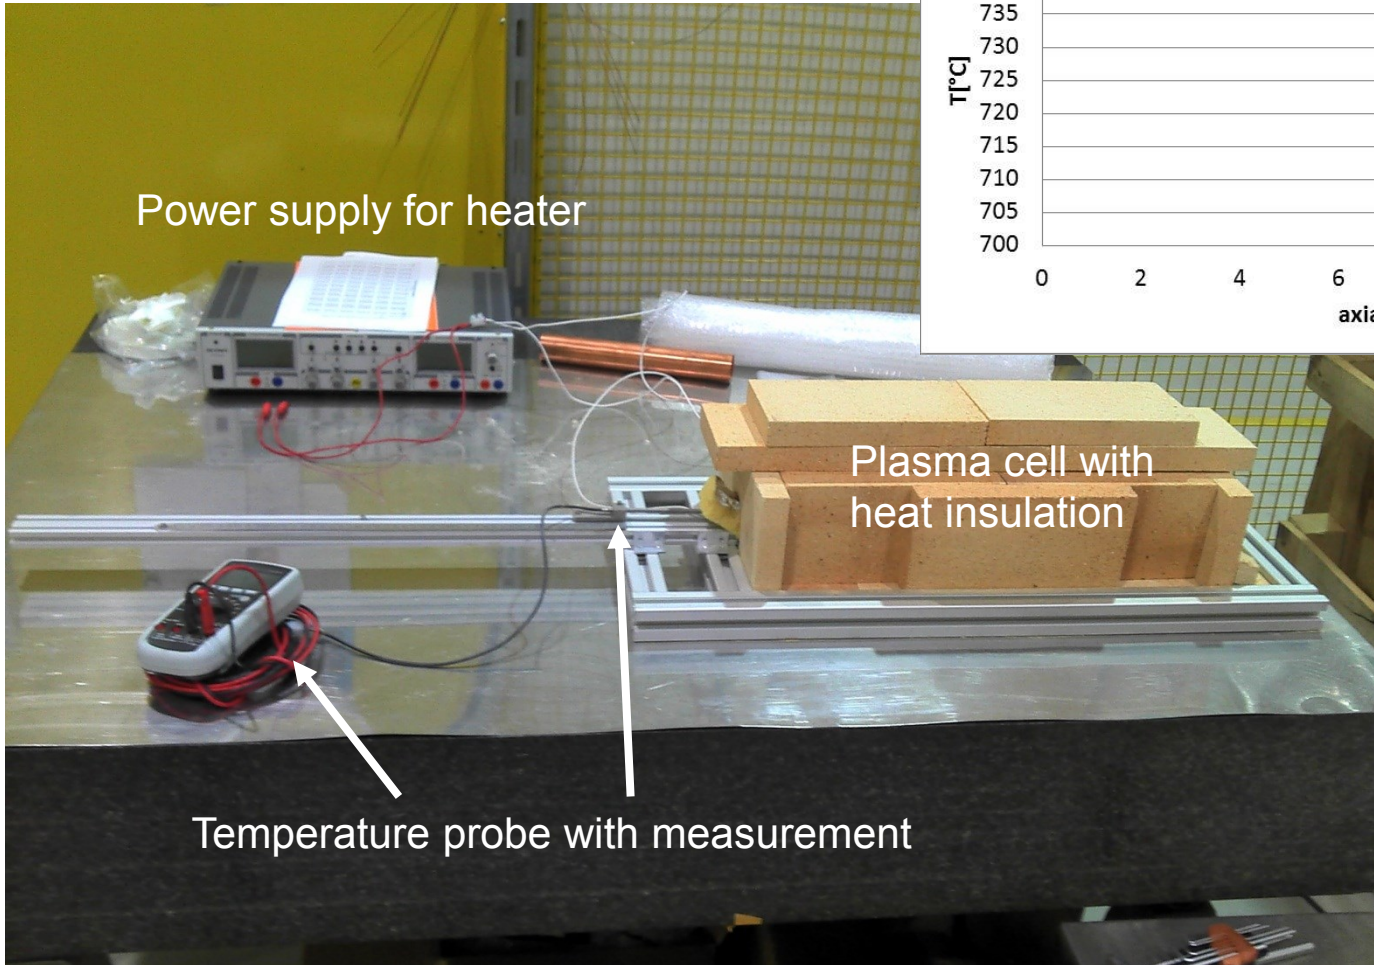 735
730
725
720
715
710
705
700
T[°C]
0 2 4 6
axia
Power supply for heater
Plasma cell with
heat insulation
Temperature probe with measurement